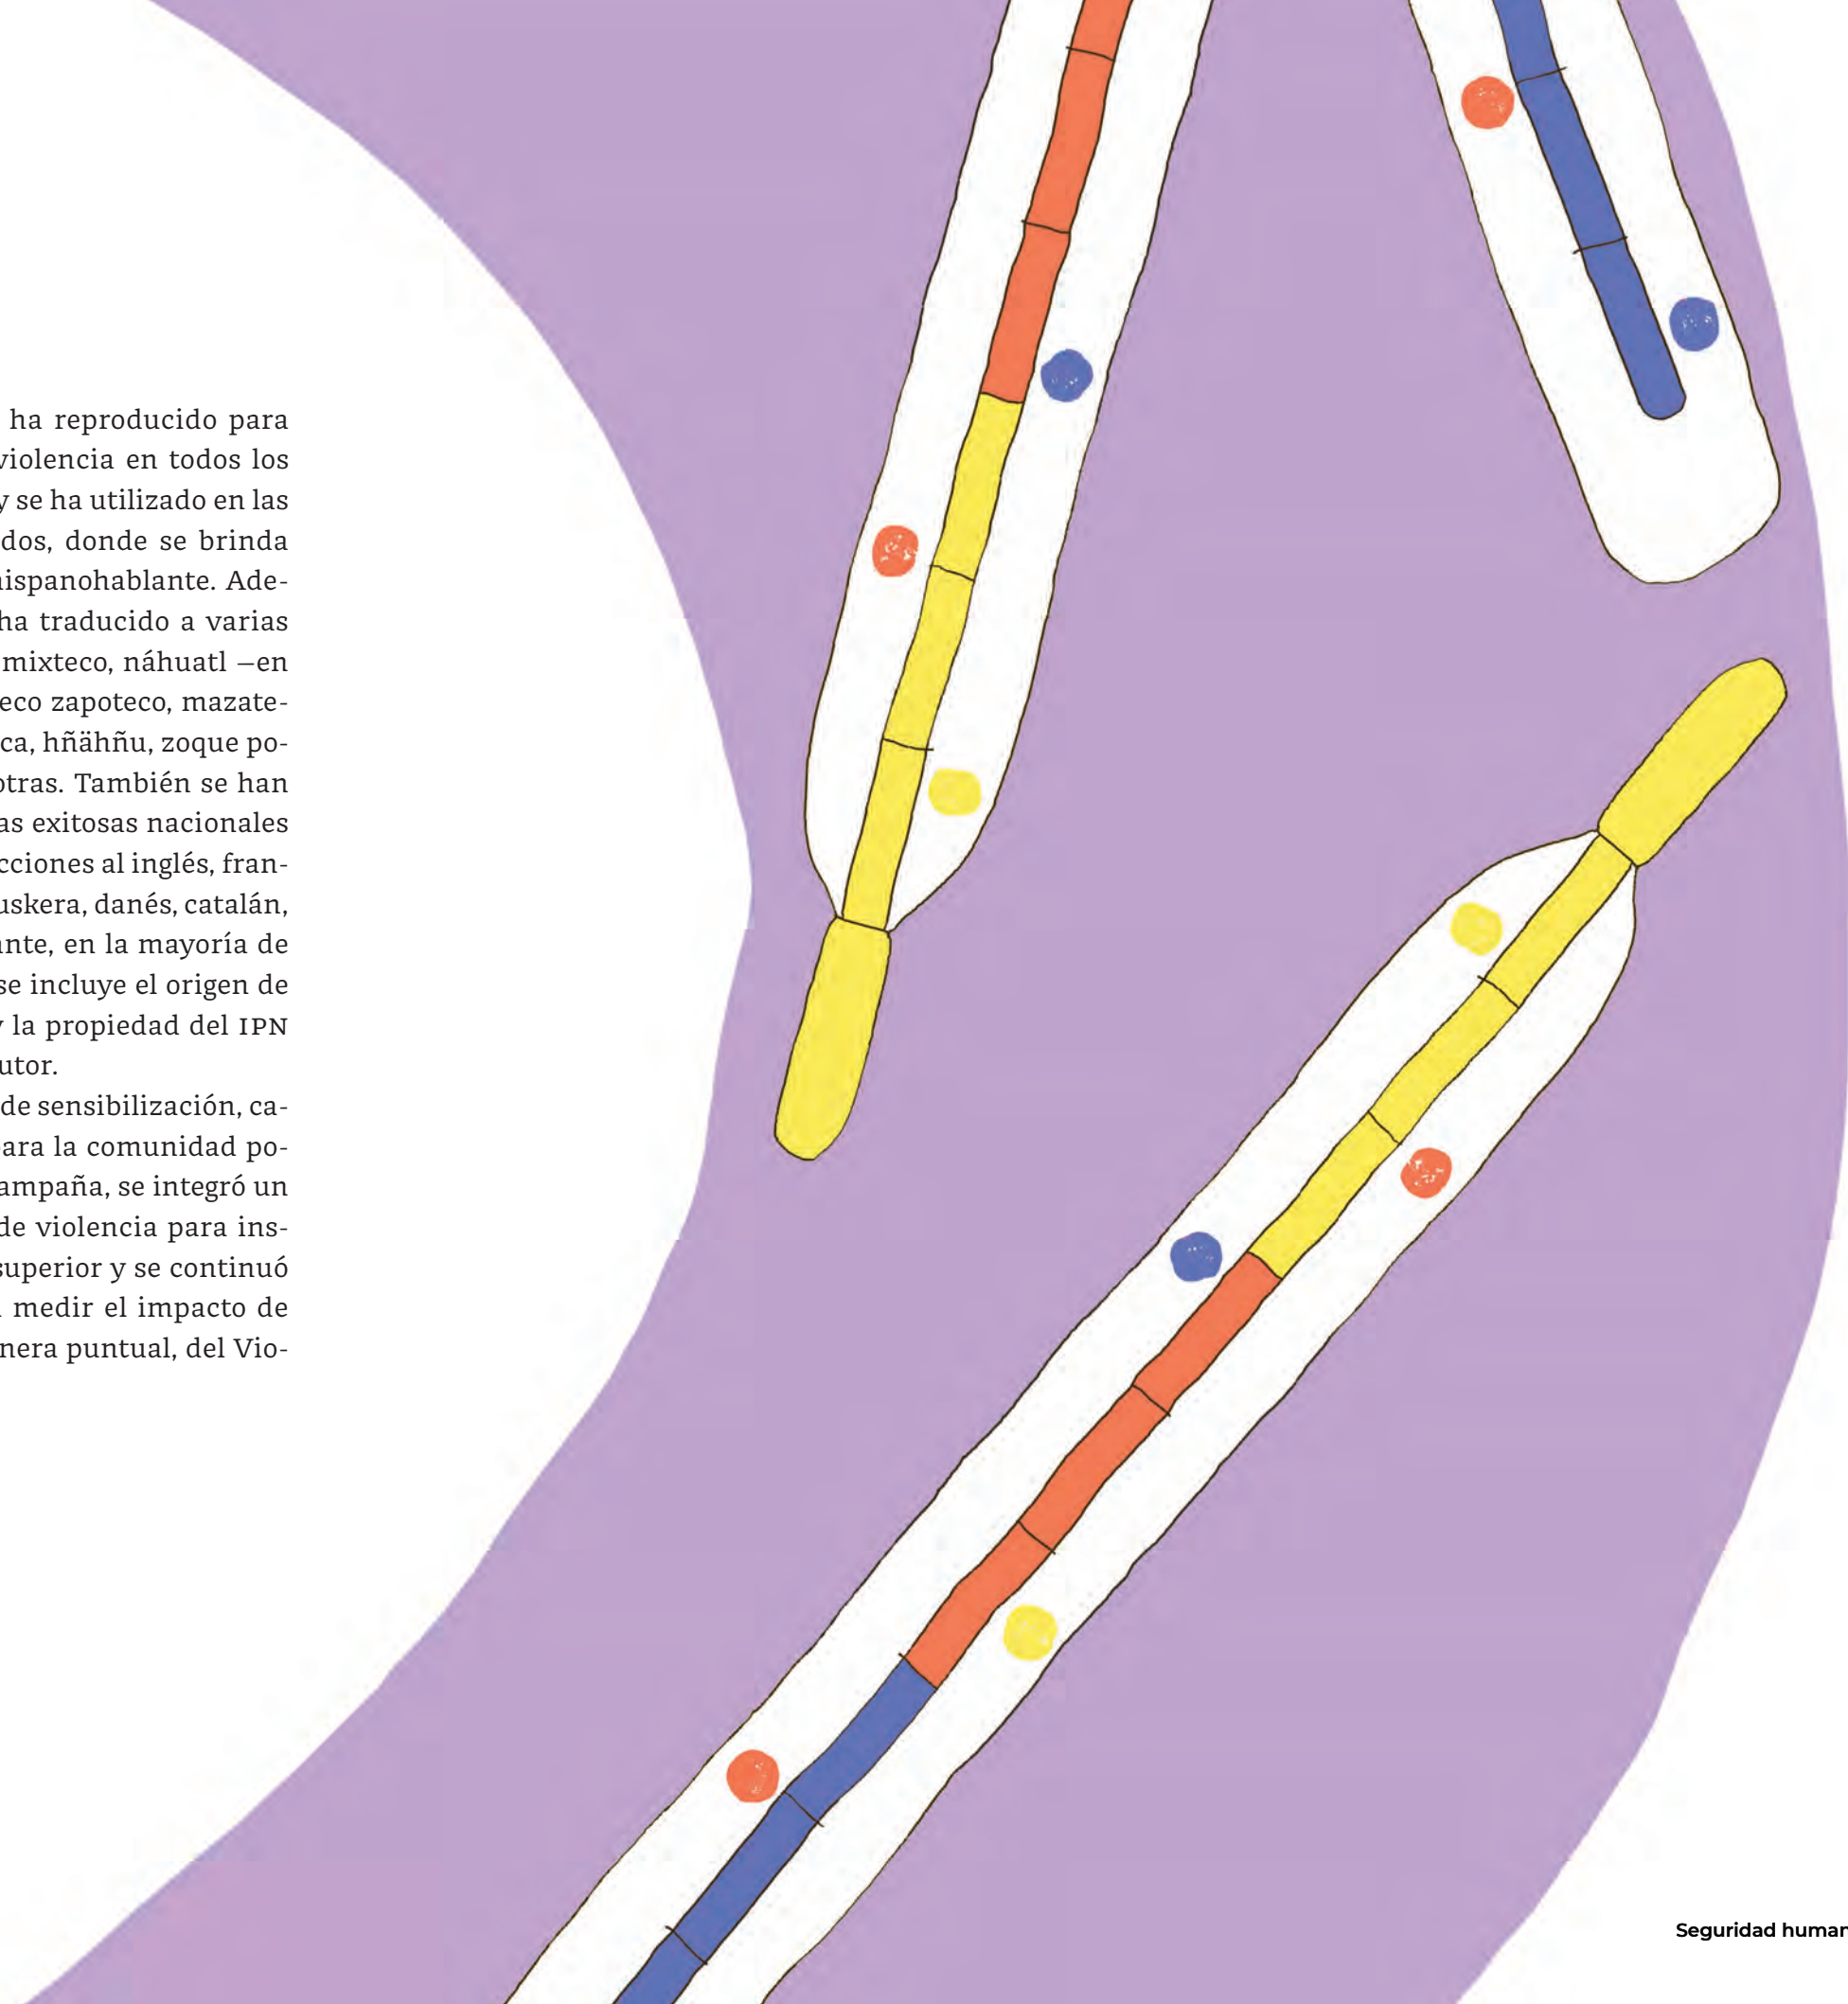 ha reproducido para
violencia en todos los
y se ha utilizado en las
dos, donde se brinda
hispanohablante. Ade-
ha traducido a varias
mixteco, náhuatl –en
eco zapoteco, mazate-
ca, hñähñu, zoque po-
otras. También se han
as exitosas nacionales
cciones al inglés, fran-
uskera, danés, catalán,
ante, en la mayoría de
se incluye el origen de
y la propiedad del IPN
utor.
de sensibilización, ca-
para la comunidad po-
ampaña, se integró un
de violencia para ins-
superior y se continuó
medir el impacto de
nera puntual, del Vio-
Seguridad human